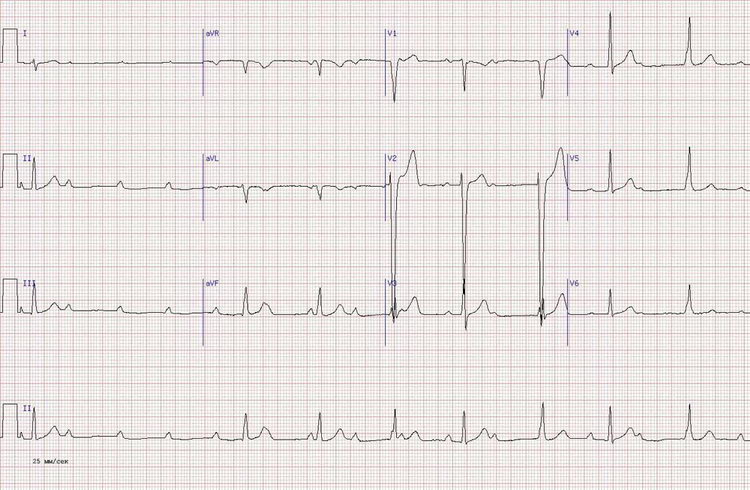 I aVR V1 V4
II aVL V2 V5
III aVF V3 V6
II
25 мм/сек